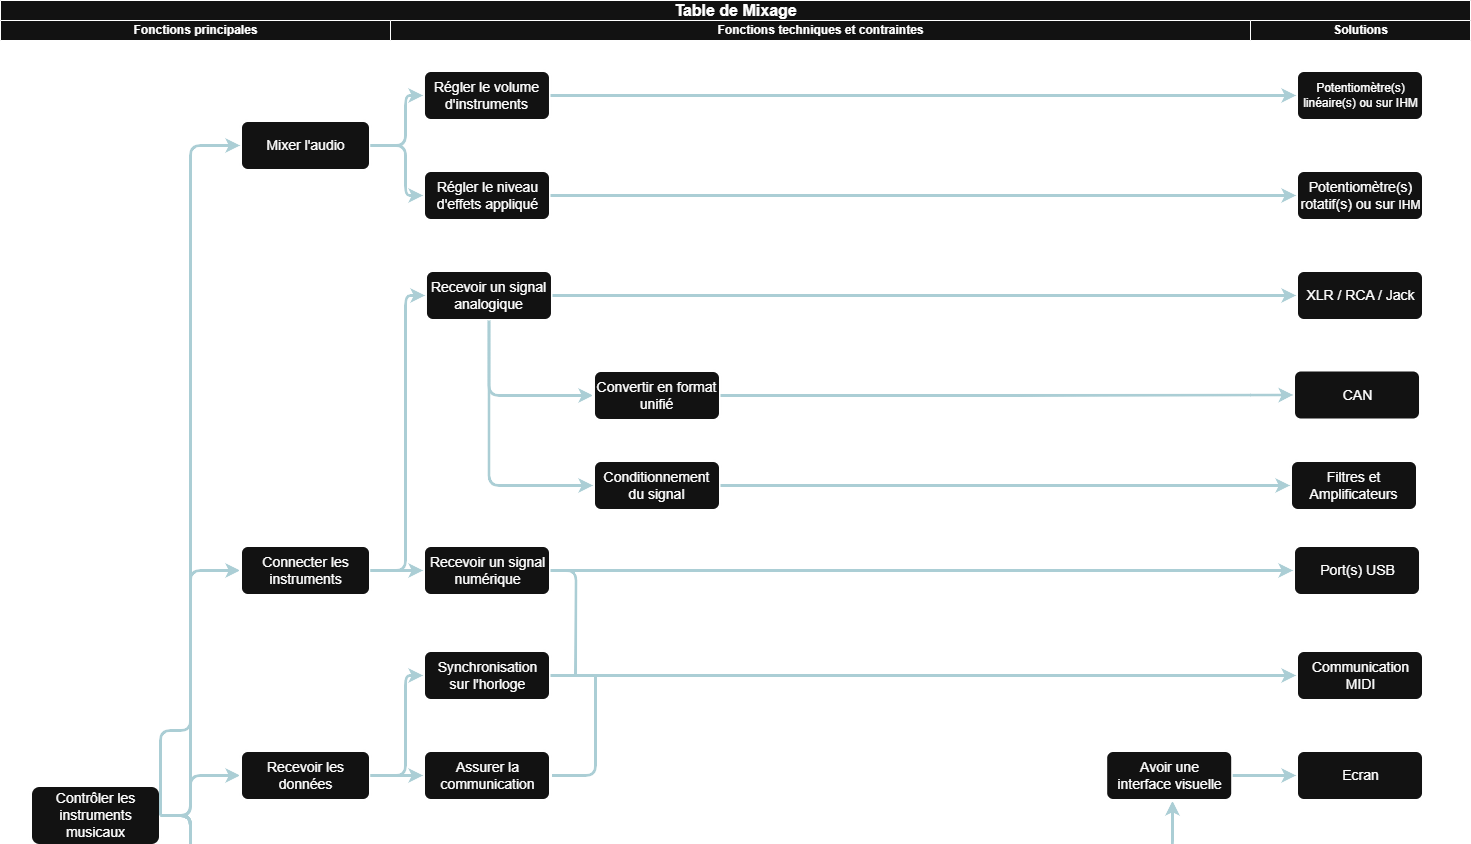 Table de Mixage
Fonctions principales
Fonctions techniques et contraintes
Solutions
Régler le volume
d'instruments
Potentiomètre(s)
linéaire(s) ou sur IHM
Mixer l'audio
Régler le niveau
d'effets appliqué
Potentiomètre(s)
rotatif(s) ou sur IHM
Recevoir un signal
analogique
XLR / RCA / Jack
Convertir en format
unifié
CAN
Conditionnement
du signal
Filtres et
Amplificateurs
Connecter les
instruments
Recevoir un signal
numérique
Port(s) USB
Synchronisation
sur l'horloge
Communication
MIDI
Recevoir les
données
Assurer la
communication
Avoir une
interface visuelle
Ecran
Contrôler les
instruments
musicaux